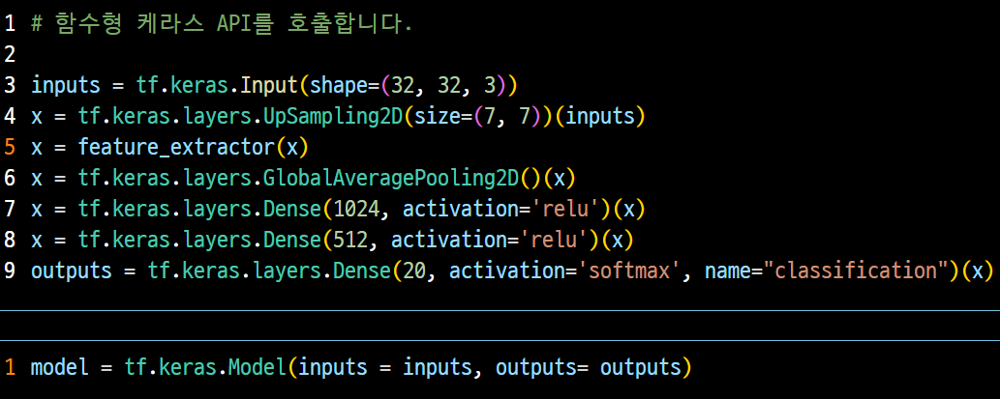 1 # 함수형 케라스 API를 호출합니다.
2
3 inputs = tf.keras.Input(shape=(32, 32, 3))
4 x = tf.keras.layers.UpSampling2D(size=(7, 7))(inputs)
5 x = feature_extractor(x)
6 x = tf.keras.layers.GlobalAveragePooling2D()(x)
7 x = tf.keras.layers.Dense(1024, activation='relu')(x)
8 x = tf.keras.layers.Dense(512, activation='relu')(x)
9 outputs = tf.keras.layers.Dense(20, activation='softmax', name="classification")(x)
1 model = tf.keras.Model(inputs = inputs, outputs= outputs)